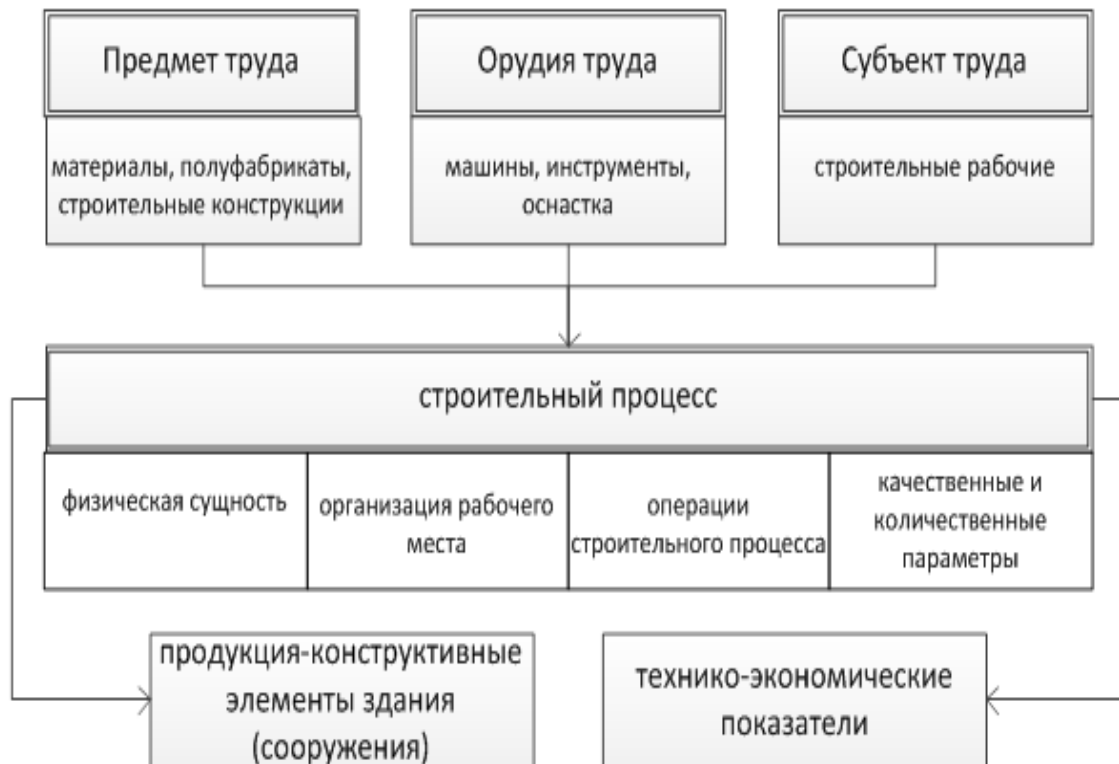 Предмет труда
Орудия труда
Субъект труда
материалы, полуфабрикаты,
строительные конструкции
машины, инструменты,
оснастка
строительные рабочие
строительный процесс
физическая сущность
организация рабочего
места
операции
строительного процесса
качественные и
количественные
параметры
продукция-конструктивные
элементы здания
(сооружения)
технико-экономические
показатели